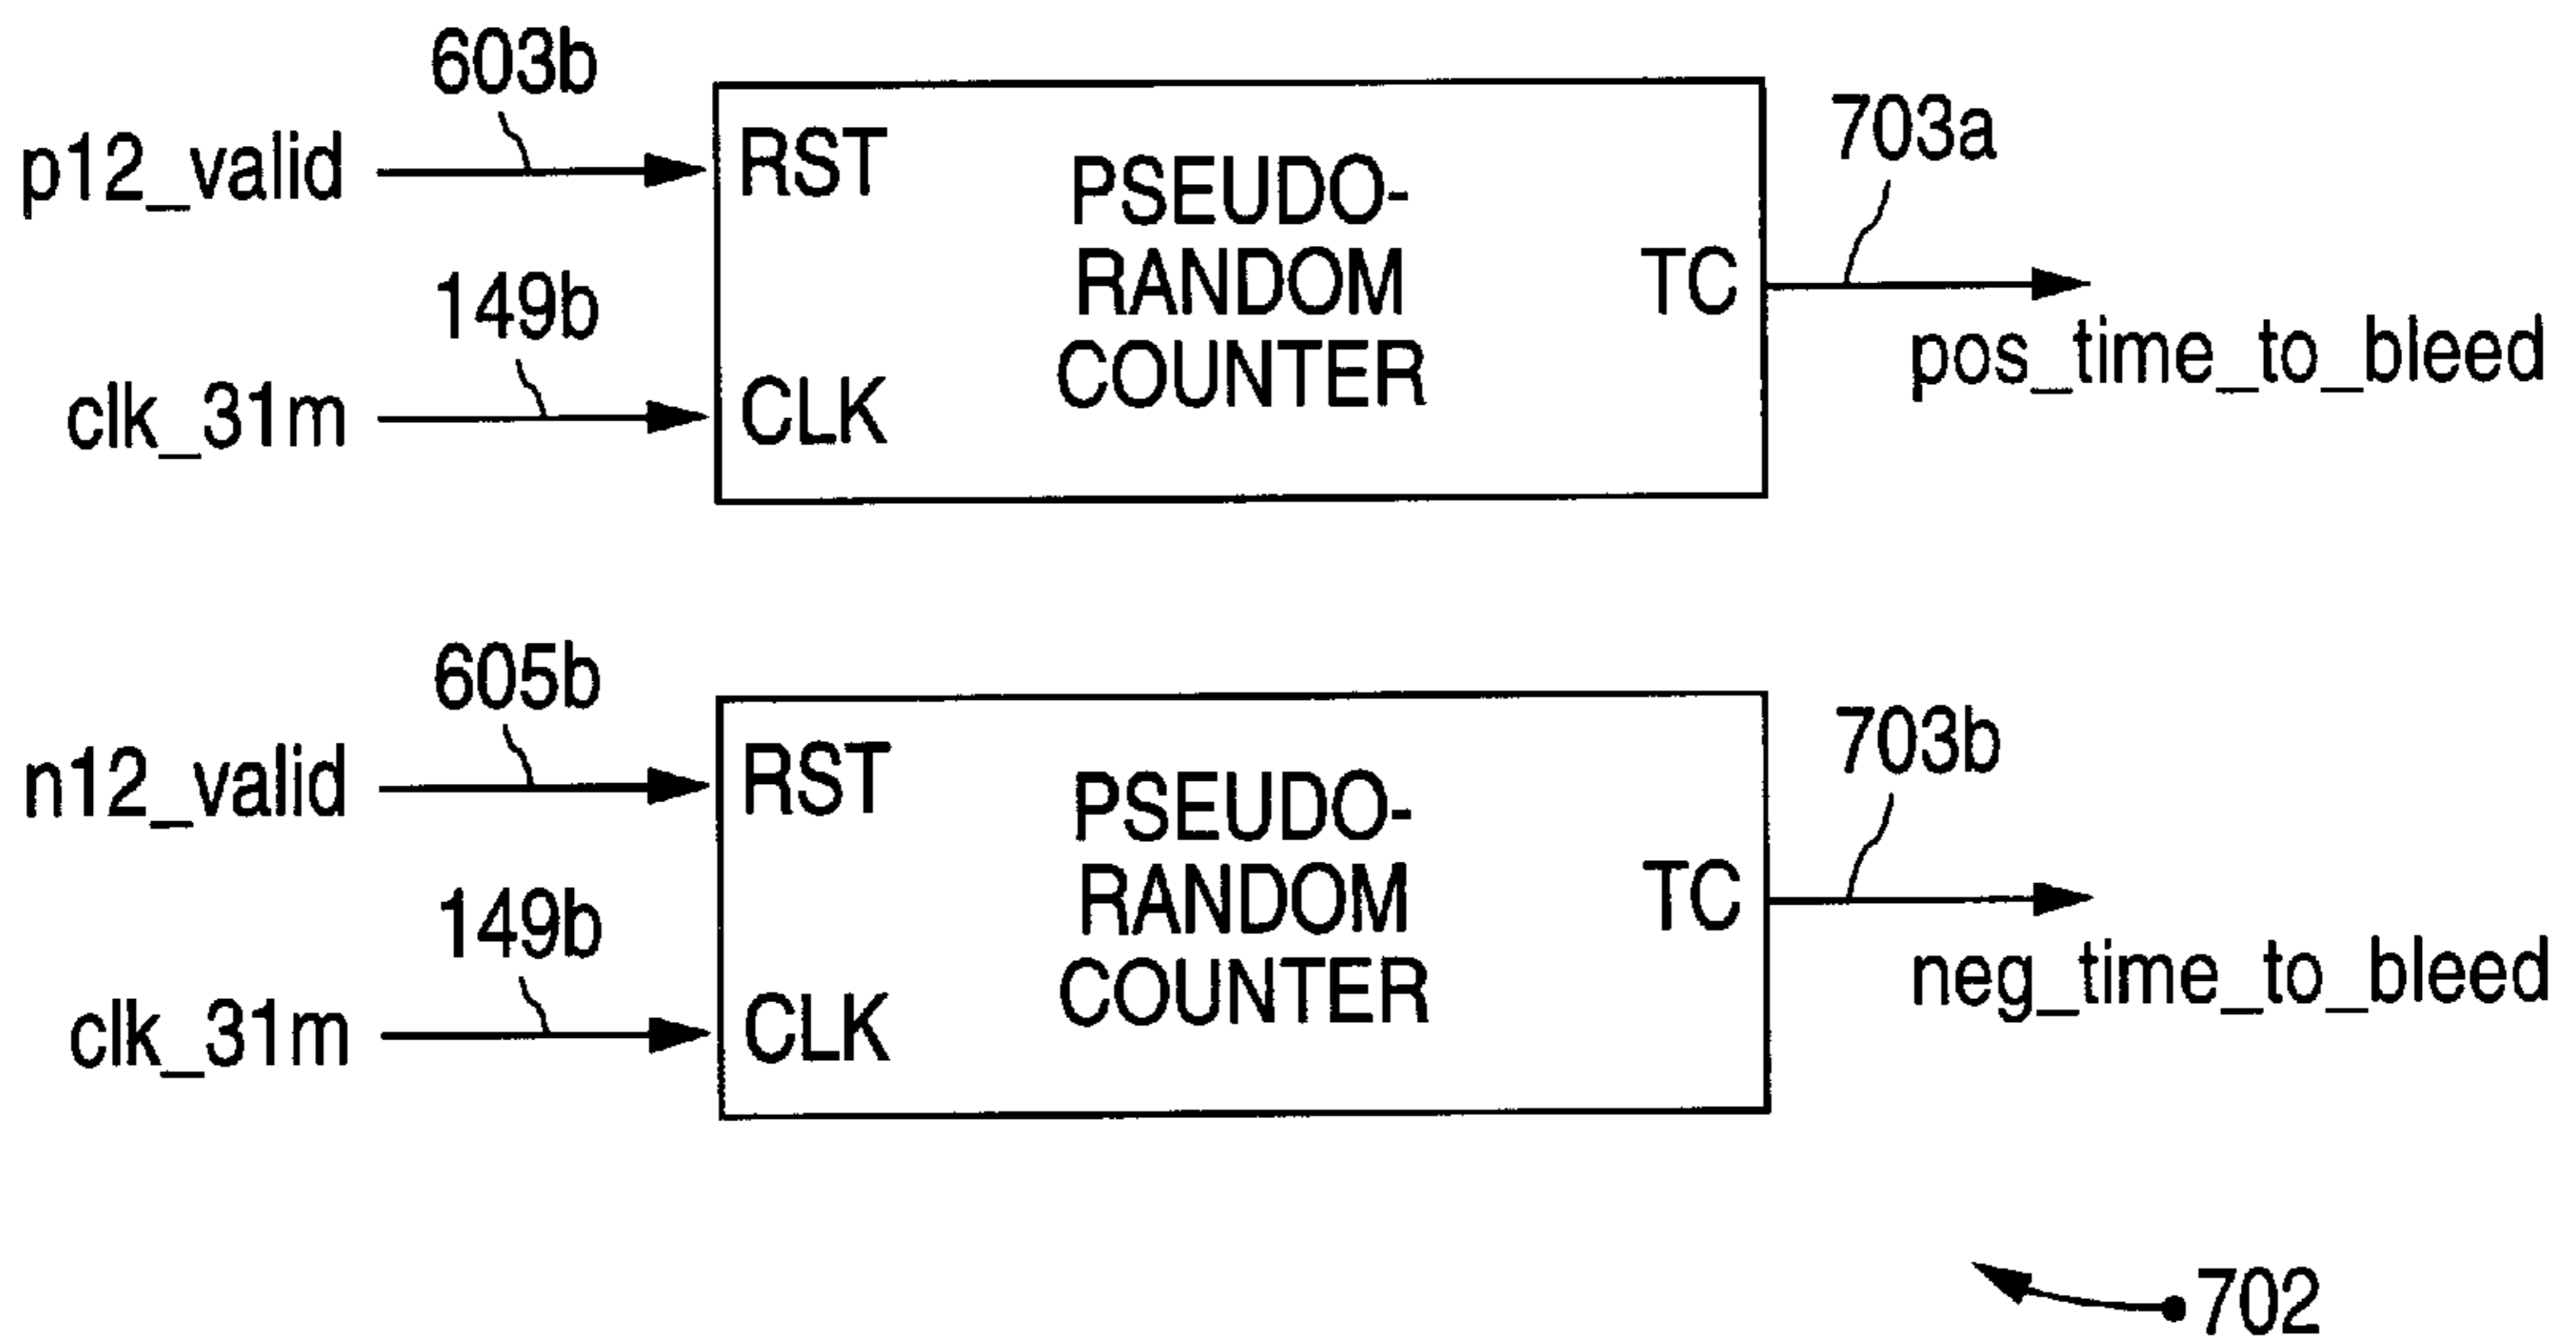 603b
p12_valid
RST
PSEUDO-
RANDOM
COUNTER
703a
TC
149b
clk_31m
CLK
pos_time_to_bleed
605b
n12_valid
RST
PSEUDO-
RANDOM
COUNTER
703b
TC
149b
clk_31m
CLK
neg_time_to_bleed
702